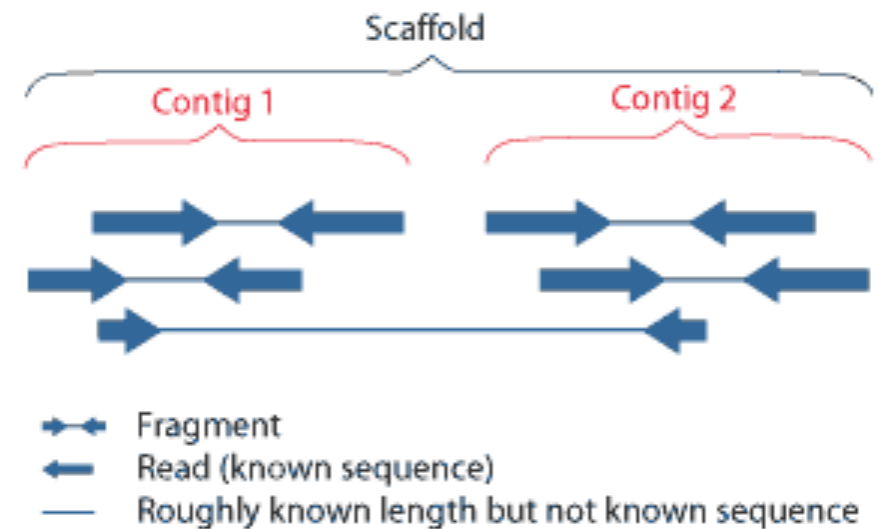 Scaffold
Contig 1
Contig 2
Fragment
Read (known sequence)
Roughly known length but not known sequence